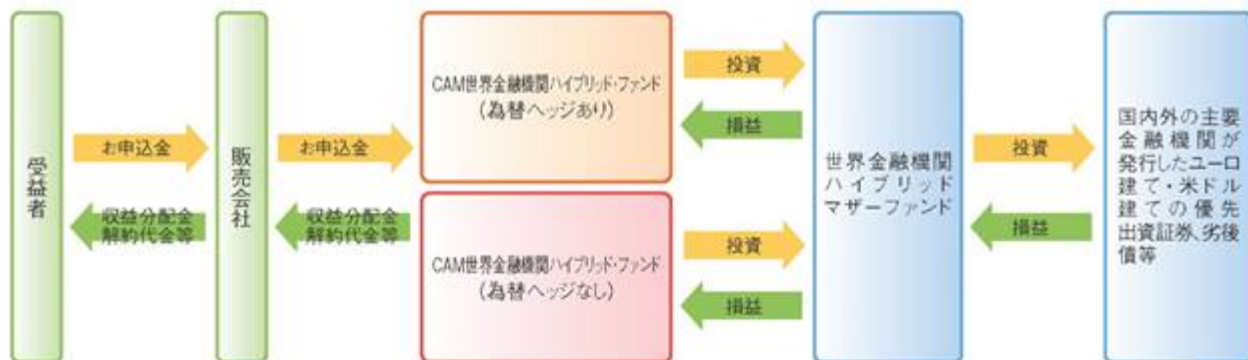 受益者
お申込金
収益分配金
解約代金等
販売会社
お申込金
収益分配金
解約代金等
CAM世界金融機関ハイブリッド・ファンド
(為替ヘッジあり)
CAM世界金融機関ハイブリッド・ファンド
(為替ヘッジなし)
投資
損益
投資
損益
世界金融機関
ハイブリッド
マザーファンド
投資
損益
国内外の主要
金融機関が
発行したユーロ
建て・米ドル
建ての優先
出資証券、劣後
債等